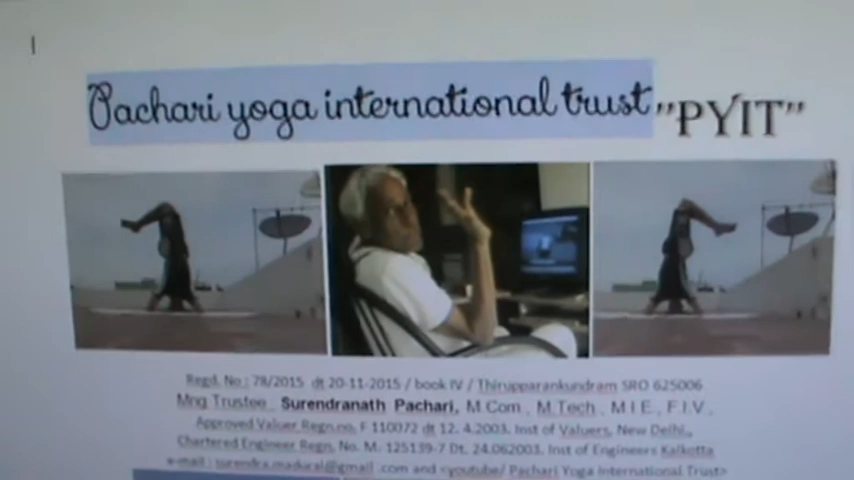 Pachari yoga international trust "PYIT"
Regd. No : 78/2015 dt 20-11-2015 / book IV / Thirupparankundram SRO 625006
Mng Trustee Surendranath Pachari, M.Com , M.Tech , M I E , F.I.V ,
Approved Valuer Regn.no. F 110072 dt 12. 4.2003. Inst of Valuers, New Delhi.,
Chartered Engineer Regn. No. M. 125139-7 Dt. 24.062003. Inst of Engineers Kalkotta
e-mail : surendra.madurai@gmail .com and <youtube/ Pachari Yoga International Trust>